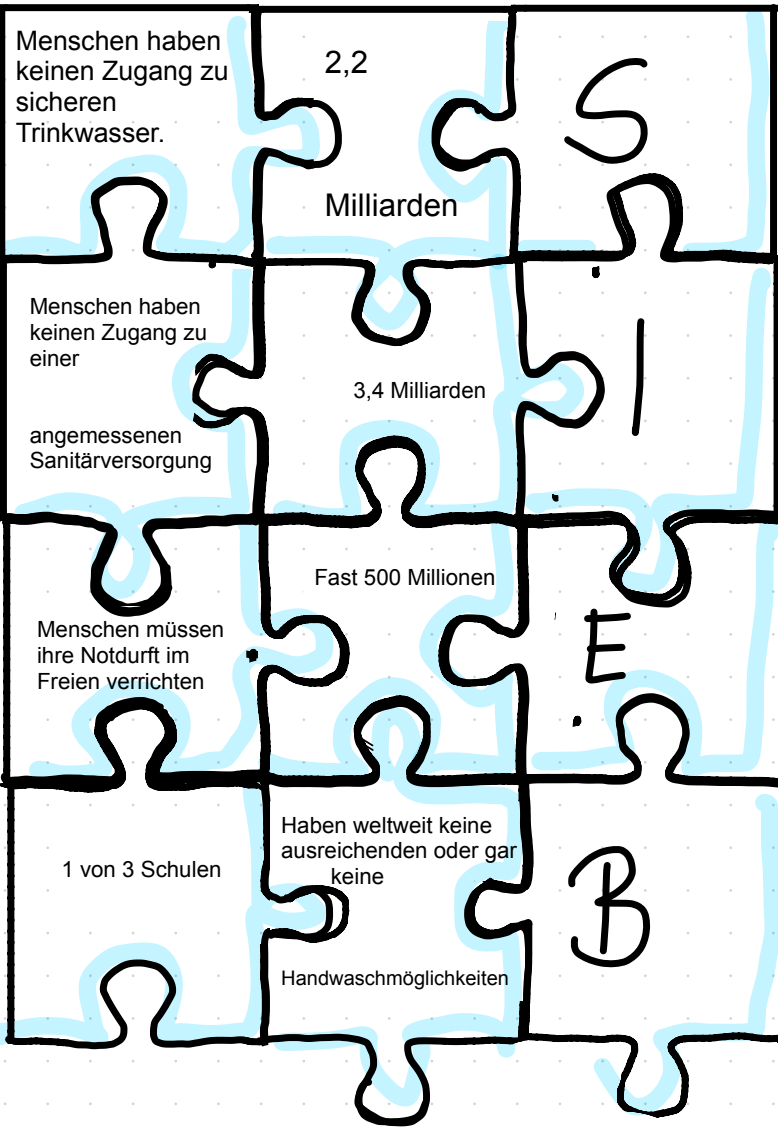 Menschen haben
keinen Zugang zu
sicheren
Trinkwasser.
2,2
Milliarden
S
Menschen haben
keinen Zugang zu
einer
angemessenen
Sanitärversorgung
3,4 Milliarden
I
Menschen müssen
ihre Notdurft im
Freien verrichten
Fast 500 Millionen
E
1 von 3 Schulen
Haben weltweit keine
ausreichenden oder gar
keine
Handwaschmöglichkeiten
B